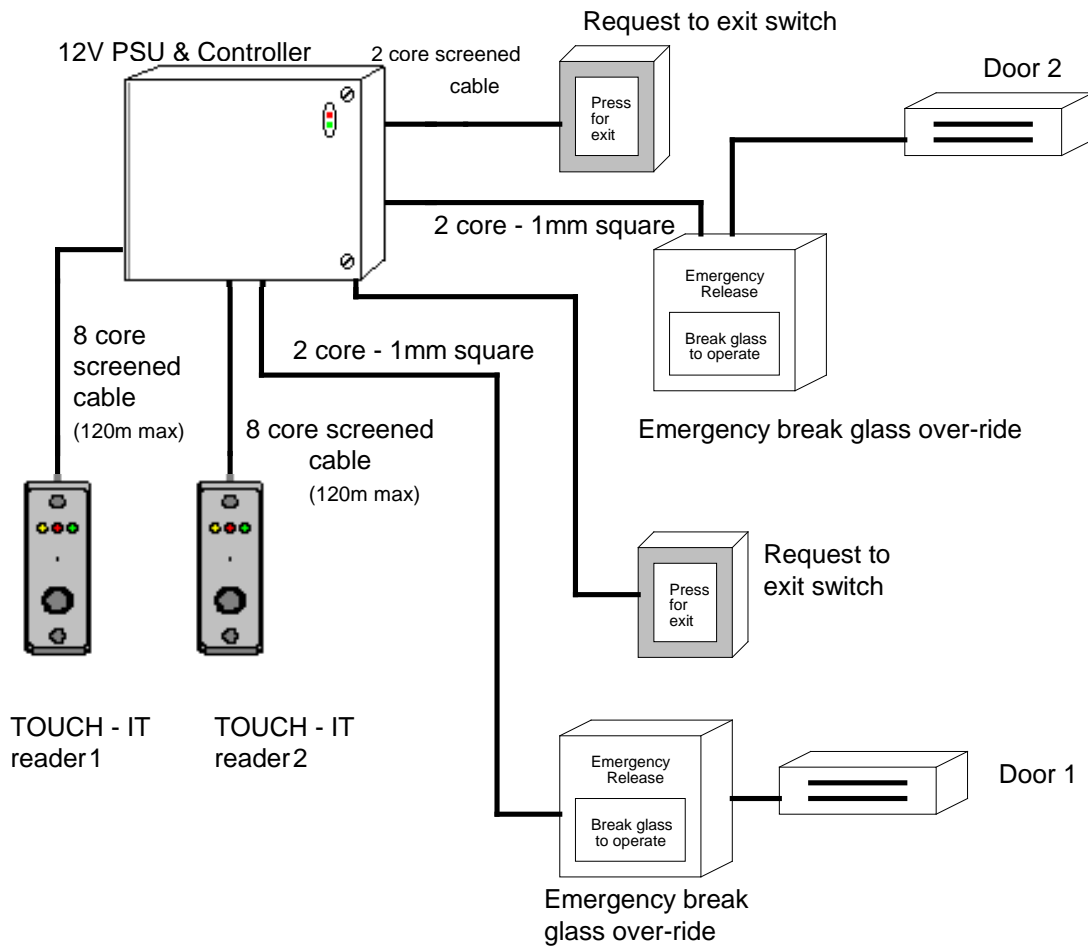 Request to exit switch
12V PSU & Controller
2 core screened
cable
Door 2
Press
for
exit
2 core - 1mm square
Emergency
Release
Break glass
to operate
8 core
screened
cable
(120m max)
2 core - 1mm square
Emergency break glass over-ride
8 core screened
cable
(120m max)
Request to
exit switch
Press
for
exit
TOUCH - IT
reader1
TOUCH - IT
reader2
Emergency
Release
Break glass
to operate
Door 1
Emergency break
glass over-ride